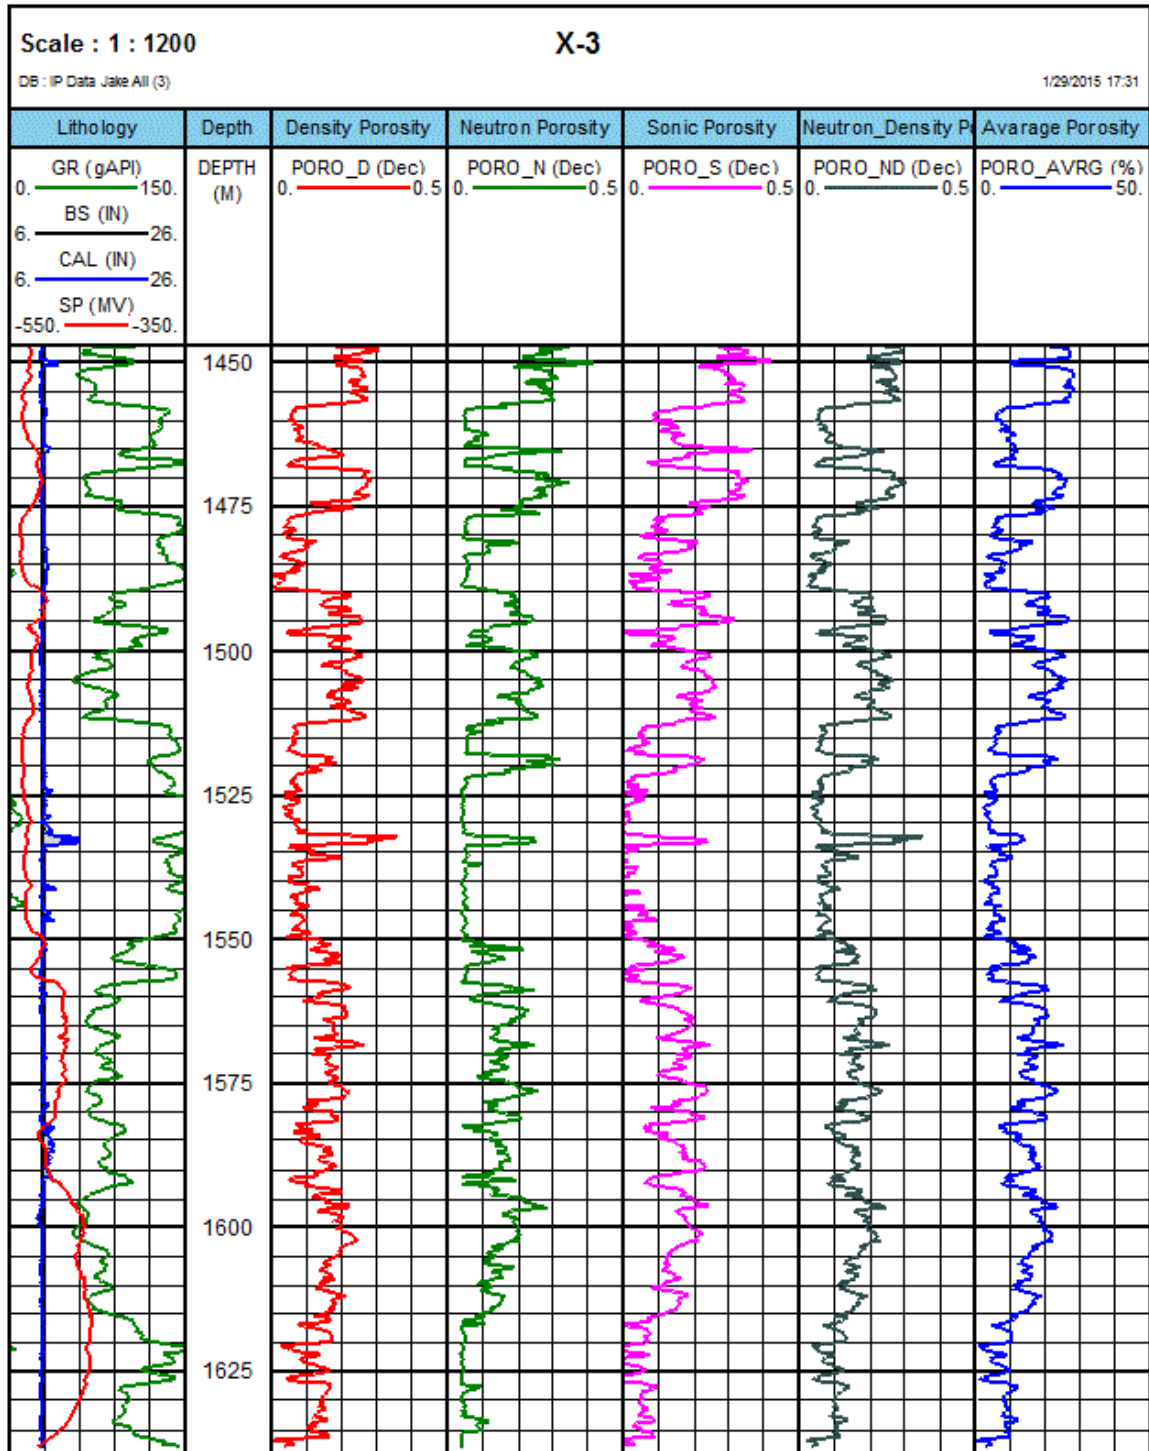 Scale : 1 : 1200
X-3
DB : IP Data Jake All (3)
1/29/2015 17:31
Lithology Depth Density Porosity Neutron Porosity Sonic Porosity Neutron_Density Po Avarage Porosity
GR (gAPI) DEPTH PORO_D (Dec) PORO_N (Dec) PORO_S (Dec) PORO_ND (Dec) PORO_AVRG (%)
0. 150. (M) 0. 0.5 0. 0.5 0. 0.5 0. 0.5 0. 50.
BS (IN)
6. 26.
CAL (IN)
6. 26.
SP (MV)
-550. -350.
1450
1475
1500
1525
1550
1575
1600
1625